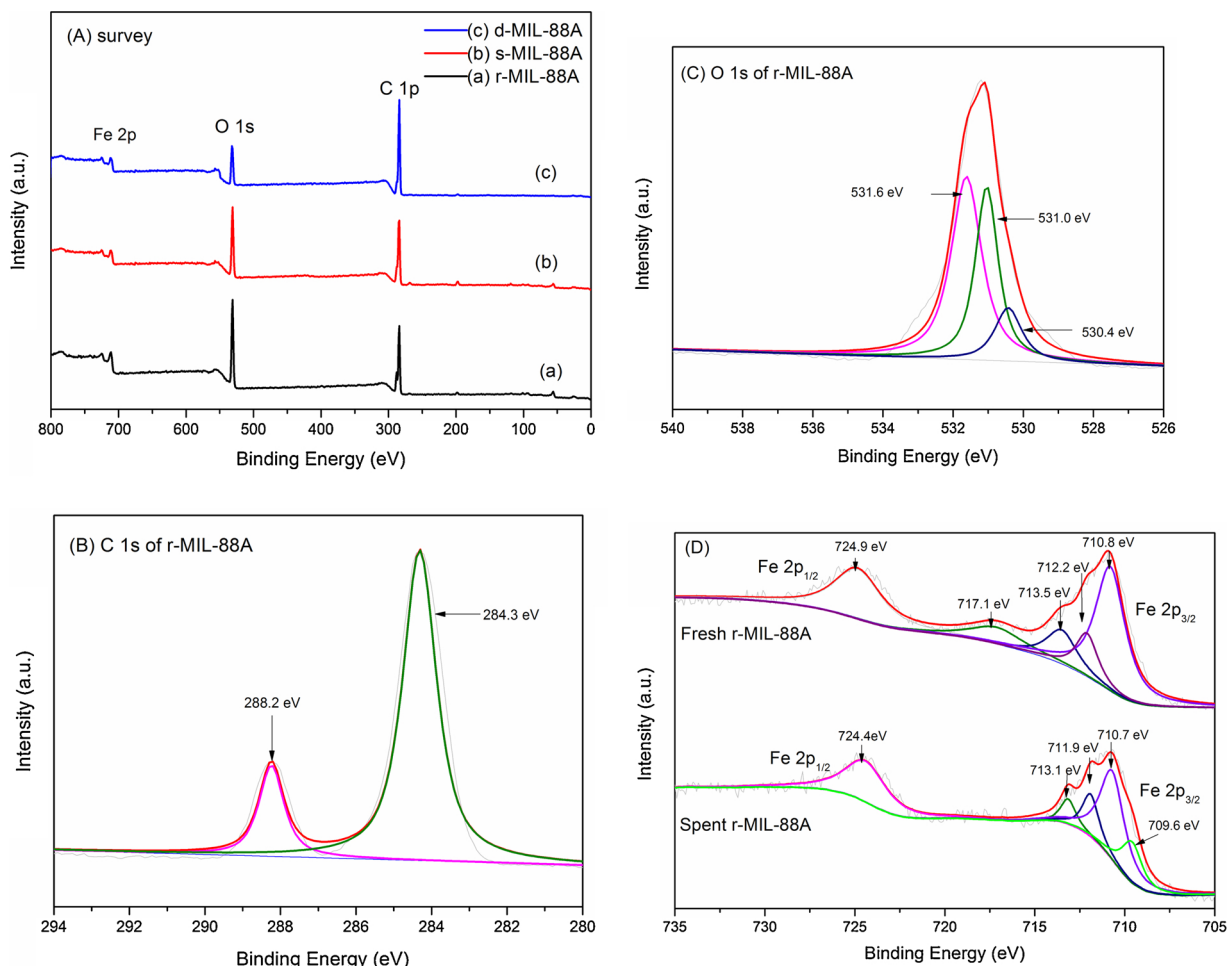 (A) survey
(c) d-MIL-88A
(b) s-MIL-88A
(a) r-MIL-88A
C 1p
O 1s
Fe 2p
(c)
(b)
(a)
Intensity (a.u.)
800 700 600 500 400 300 200 100 0
Binding Energy (eV)
(C) O 1s of r-MIL-88A
531.6 eV
531.0 eV
530.4 eV
Intensity (a.u.)
540 538 536 534 532 530 528 526
Binding Energy (eV)
(B) C 1s of r-MIL-88A
284.3 eV
288.2 eV
Intensity (a.u.)
294 292 290 288 286 284 282 280
Binding Energy (eV)
(D)
724.9 eV
710.8 eV
Fe 2p1/2
712.2 eV
713.5 eV
717.1 eV
Fe 2p3/2
Fresh r-MIL-88A
724.4eV
710.7 eV
711.9 eV
Fe 2p1/2
713.1 eV
Fe 2p3/2
Spent r-MIL-88A
709.6 eV
Intensity (a.u.)
735 730 725 720 715 710 705
Binding Energy (eV)